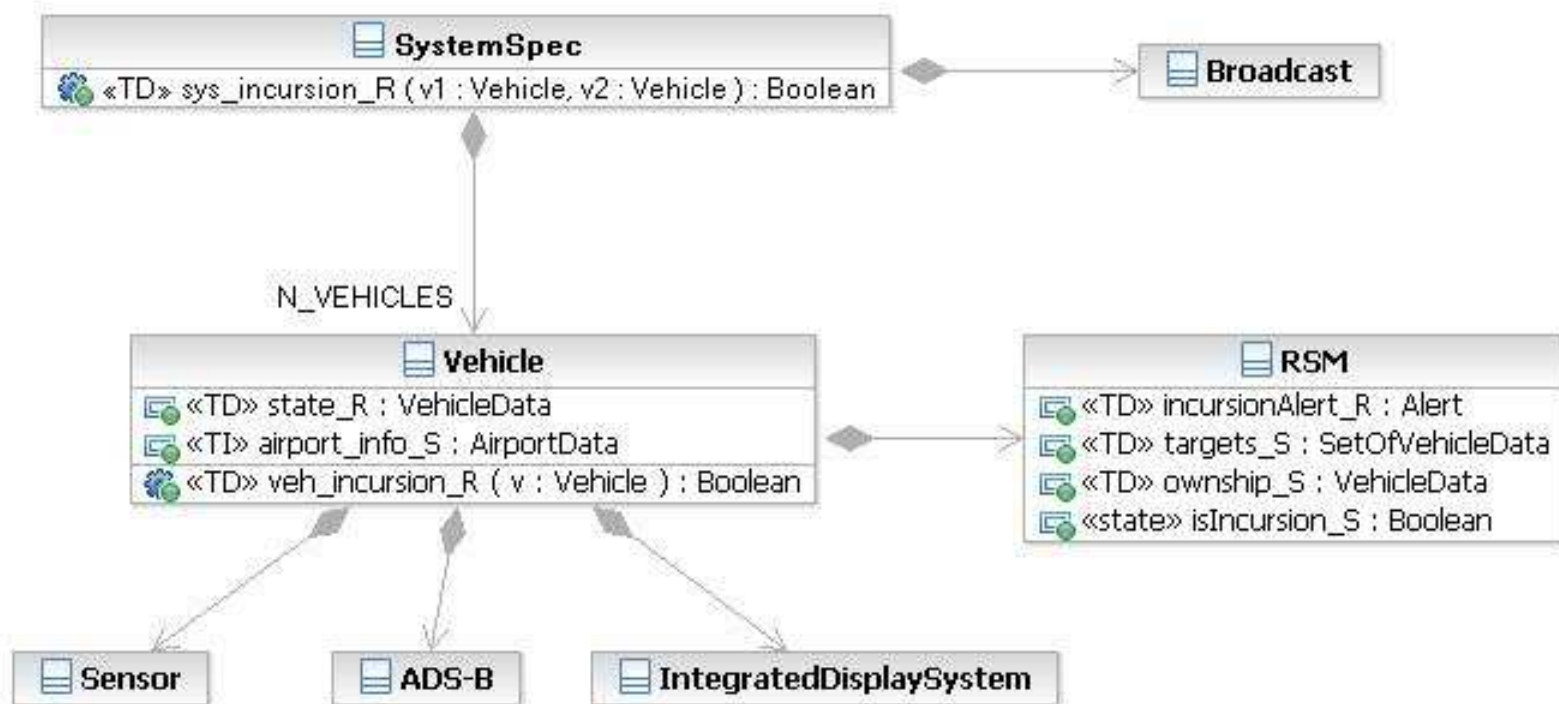 SystemSpec
«TD» sys_incursion_R ( v1 : Vehicle, v2 : Vehicle ) : Boolean
Broadcast
N_VEHICLES
Vehicle
«TD» state_R : VehicleData
«TI» airport_info_S : AirportData
«TD» veh_incursion_R ( v : Vehicle ) : Boolean
RSM
«TD» incursionAlert_R : Alert
«TD» targets_S : SetOfVehicleData
«TD» ownship_S : VehicleData
«state» isIncursion_S : Boolean
Sensor
ADS-B
IntegratedDisplaySystem